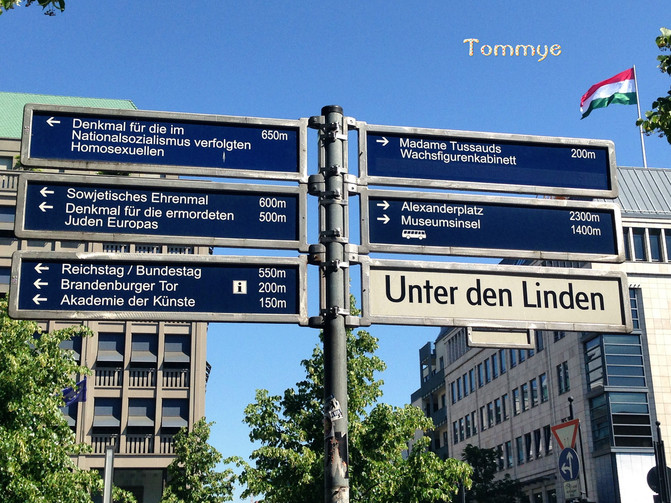 Tommye
← Denkmal für die im 650m
Nationalsozialismus verfolgten
Homosexuellen
← Sowjetisches Ehrenmal 600m
← Denkmal für die ermordeten 500m
Juden Europas
← Reichstag / Bundestag 550m
← Brandenburger Tor i 200m
← Akademie der Künste 150m
→ Madame Tussauds 200m
Wachsfigurenkabinett
→ Alexanderplatz 2300m
→ Museumsinsel 1400m
Unter den Linden